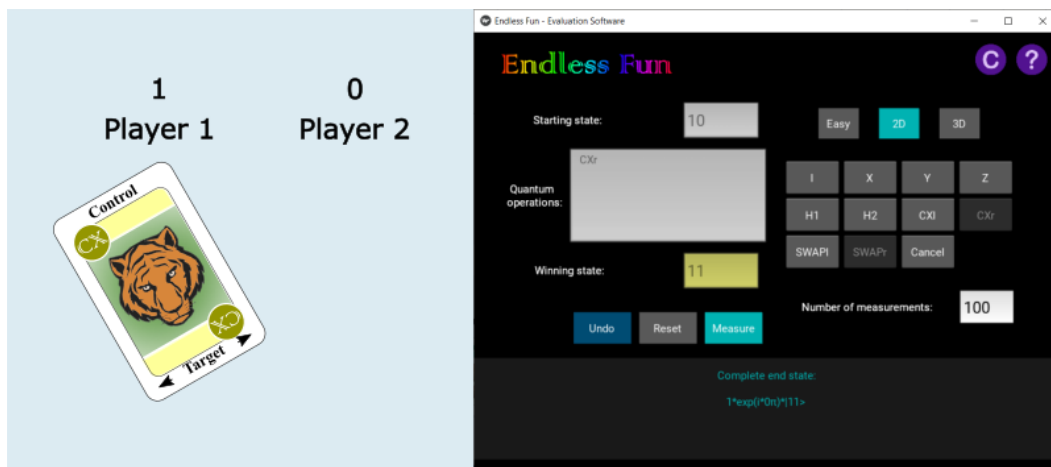 1
0
Player 1
Player 2
Control
CX
CX
Target
Endless Fun - Evaluation Software
Endless Fun
C
?
Starting state:
10
Easy
2D
3D
Quantum
operations:
CXr
I
X
Y
Z
H1
H2
CXl
CXr
SWAPl
SWAPr
Cancel
Winning state:
11
Number of measurements:
100
Undo
Reset
Measure
Complete end state:
1*exp(i*0π)*|11>